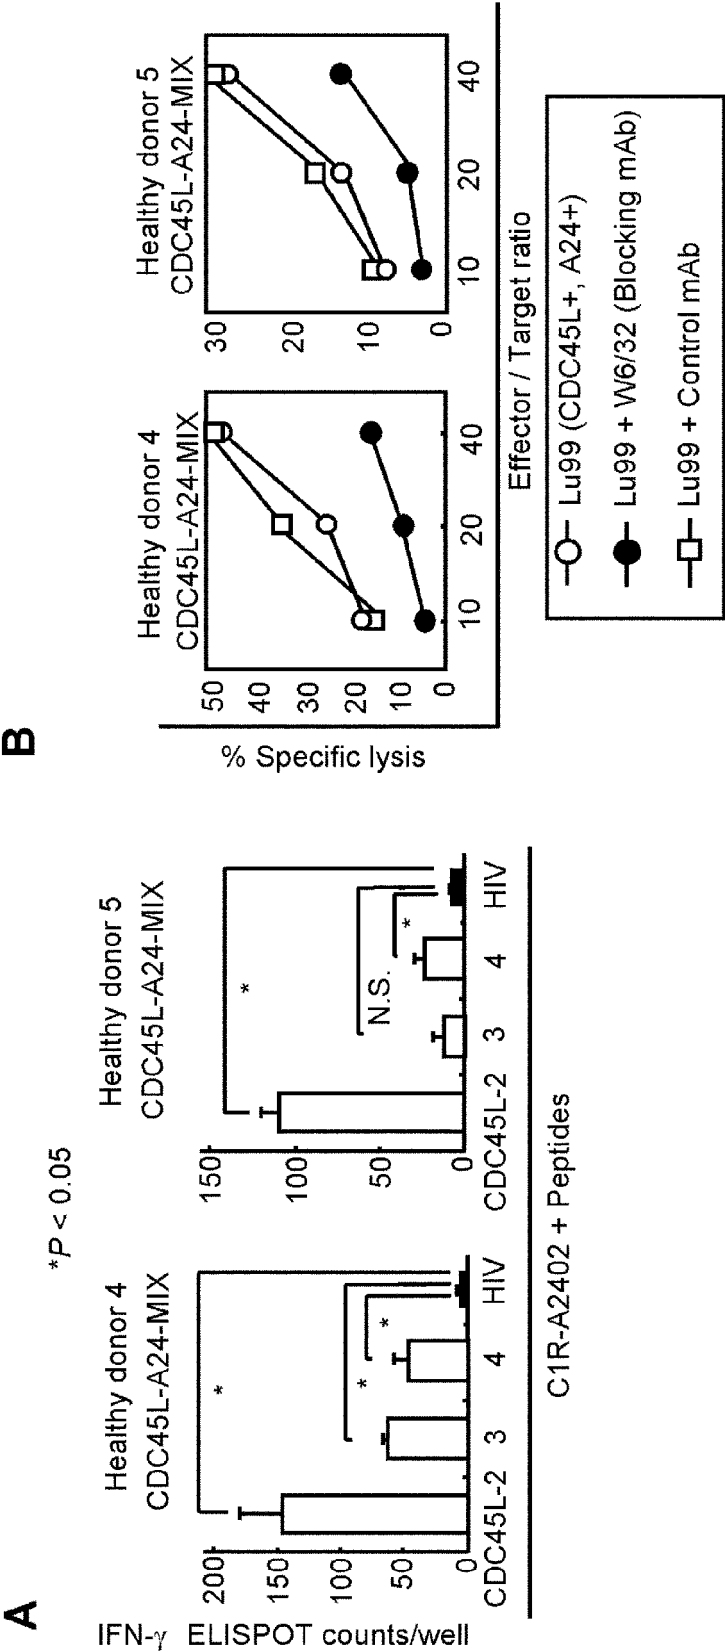 A
*P < 0.05
Healthy donor 4
CDC45L-A24-MIX
Healthy donor 5
CDC45L-A24-MIX
IFN-γ ELISPOT counts/well
200
150
100
50
0
*
*
*
CDC45L-2
3
4
HIV
150
100
50
0
*
N.S.
*
CDC45L-2
3
4
HIV
C1R-A2402 + Peptides
B
Healthy donor 4
CDC45L-A24-MIX
Healthy donor 5
CDC45L-A24-MIX
% Specific lysis
50
40
30
20
10
0
10
20
40
30
20
10
0
10
20
40
Effector / Target ratio
Lu99 (CDC45L+, A24+)
Lu99 + W6/32 (Blocking mAb)
Lu99 + Control mAb